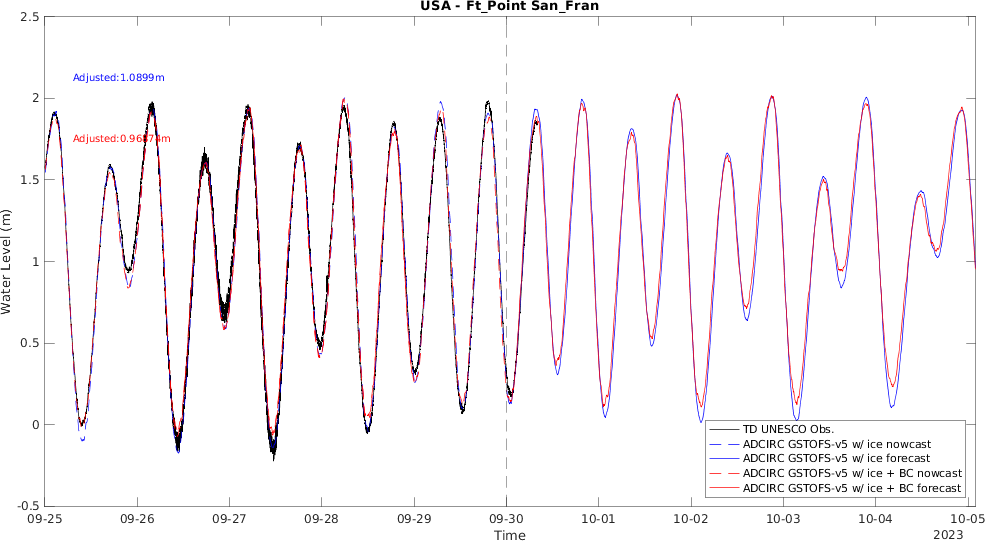 USA - Ft_Point San_Fran
2.5
2
1.5
1
0.5
0
-0.5
Water Level (m)
Adjusted:1.0899m
TD UNESCO Obs.
ADCIRC GSTOFS-v5 w/ ice nowcast
ADCIRC GSTOFS-v5 w/ ice forecast
ADCIRC GSTOFS-v5 w/ ice + BC nowcast
ADCIRC GSTOFS-v5 w/ ice + BC forecast
09-25 09-26 09-27 09-28 09-29 09-30 10-01 10-02 10-03 10-04 10-05
Time
2023